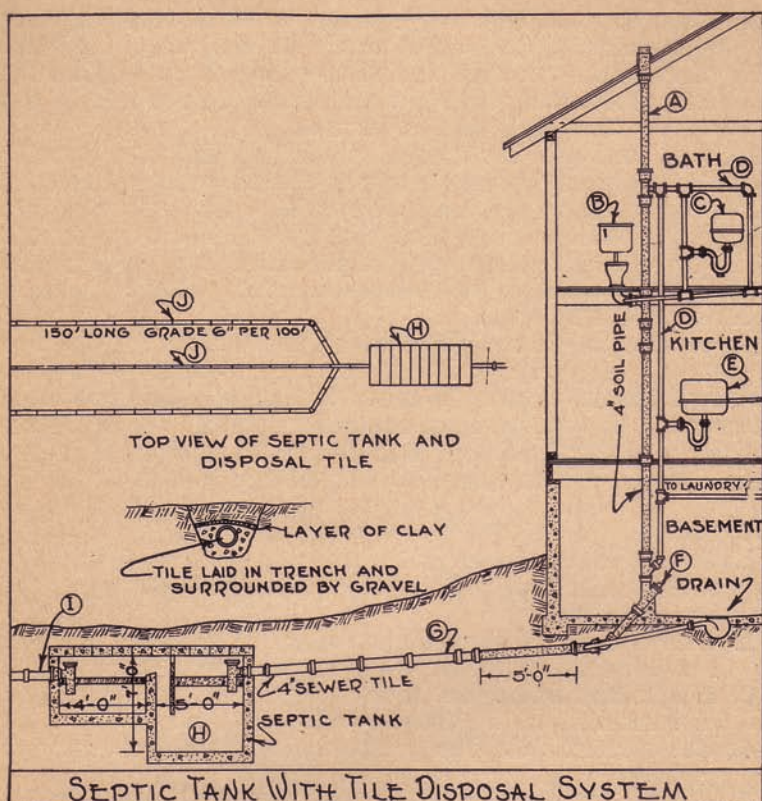 A
BATH
D
C
B
J
150' LONG GRADE 6" PER 100'
H
J
D
KITCHEN
E
4" SOIL PIPE
TOP VIEW OF SEPTIC TANK AND
DISPOSAL TILE
TO LAUNDRY
LAYER OF CLAY
BASEMENT
TILE LAID IN TRENCH AND
SURROUNDED BY GRAVEL
F
DRAIN
I
G
4" SEWER TILE
5'-0"
4'-0"
5'-0"
H
SEPTIC TANK
SEPTIC TANK WITH TILE DISPOSAL SYSTEM